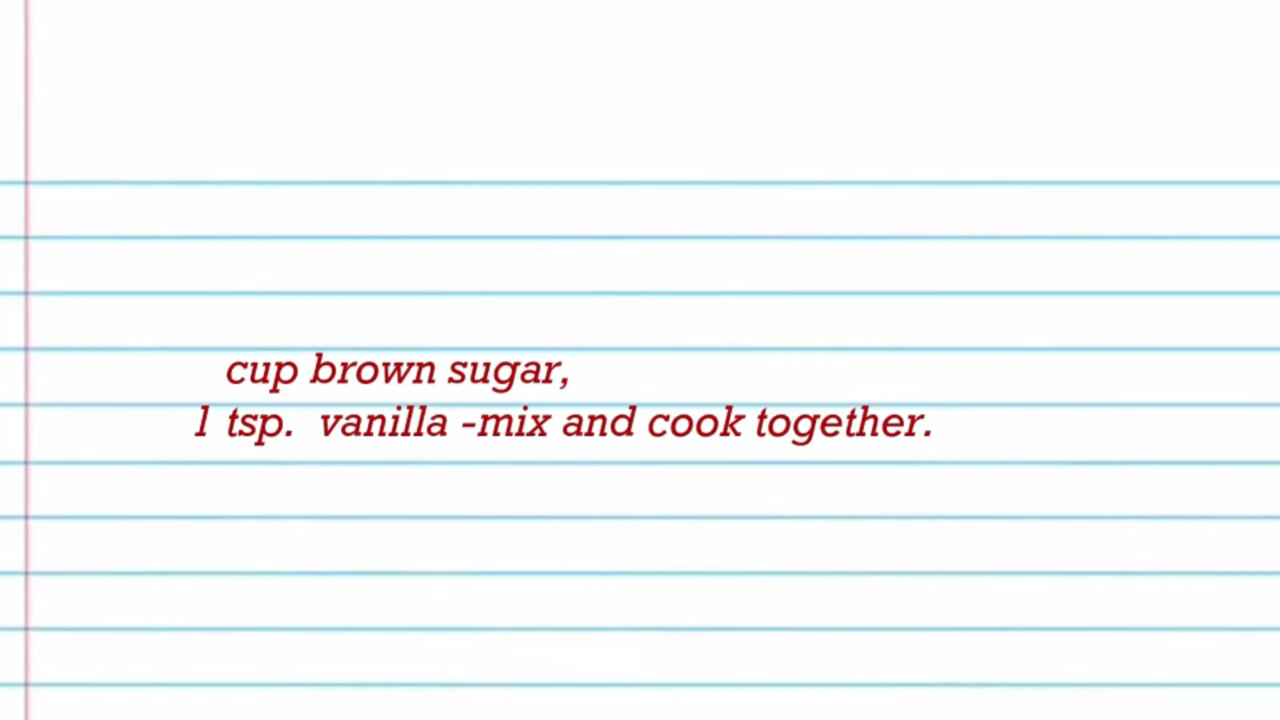 cup brown sugar,
1 tsp. vanilla -mix and cook together.